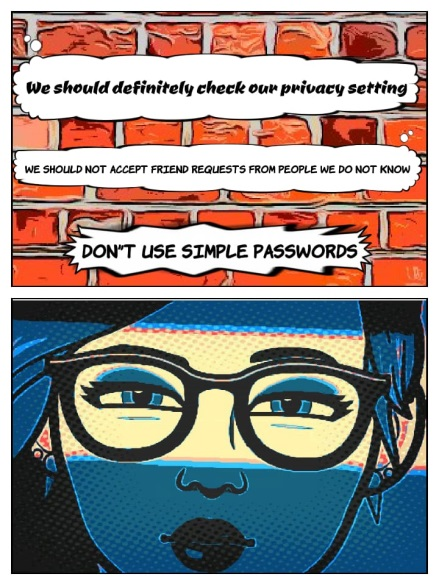 We should definitely check our privacy setting
WE SHOULD NOT ACCEPT FRIEND REQUESTS FROM PEOPLE WE DO NOT KNOW
DON"T USE SIMPLE PASSWORDS